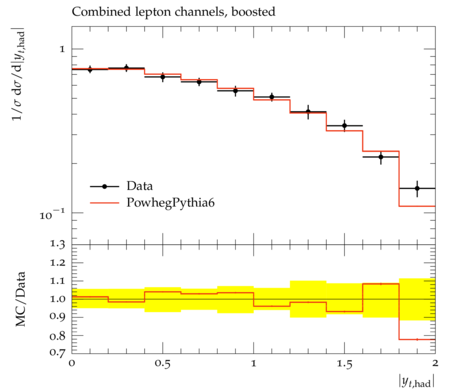 Combined lepton channels, boosted
1/σ dσ/d|y_{t,had}|
1
10^{−1}
Data
PowhegPythia6
MC/Data
1.3
1.2
1.1
1.0
0.9
0.8
0.7
0 0.5 1 1.5 2
|y_{t,had}|